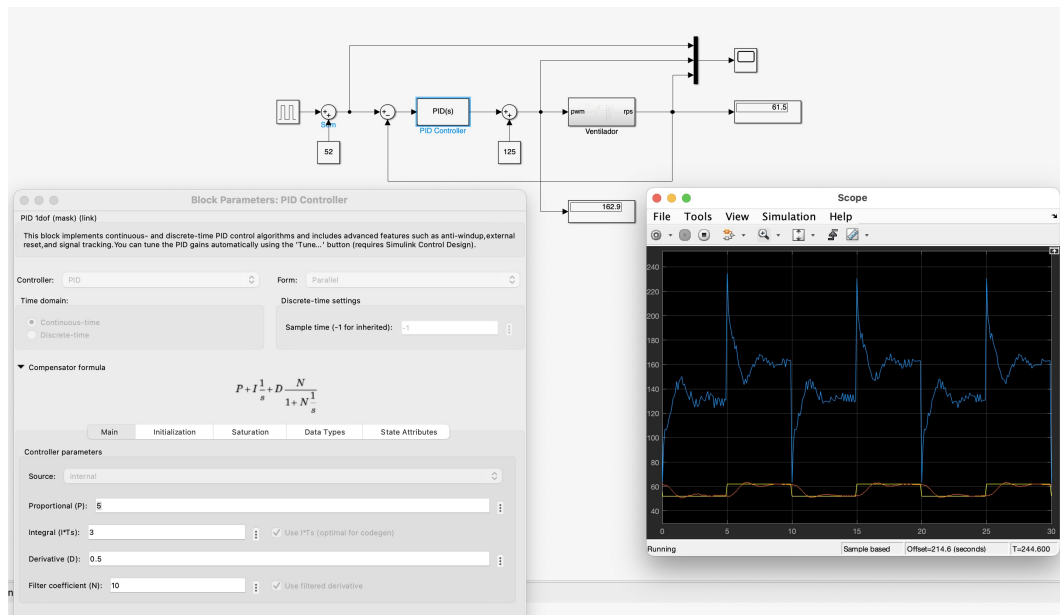 PID(s)
pwm
rps
61.5
Sum
PID Controller
Ventilador
52
125
162.9
Block Parameters: PID Controller
PID 1dof (mask) (link)
This block implements continuous- and discrete-time PID control algorithms and includes advanced features such as anti-windup,external
reset,and signal tracking.You can tune the PID gains automatically using the 'Tune...' button (requires Simulink Control Design).
Controller: PID
Form: Parallel
Time domain:
Discrete-time settings
Continuous-time
Discrete-time
Sample time (-1 for inherited): -1
Compensator formula
P+I 1/s + D N/(1+N 1/s)
Main Initialization Saturation Data Types State Attributes
Controller parameters
Source: internal
Proportional (P): 5
Integral (I*Ts): 3
Use I*Ts (optimal for codegen)
Derivative (D): 0.5
Filter coefficient (N): 10
Use filtered derivative
Scope
File Tools View Simulation Help
240
220
200
180
160
140
120
100
80
60
40
0 5 10 15 20 25 30
Running
Sample based
Offset=214.6 (seconds)
T=244.600